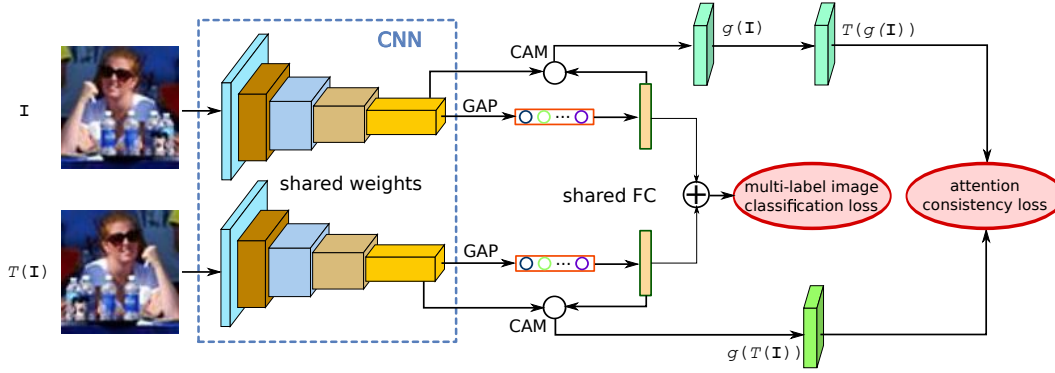 CNN
CAM
g(I)
T(g(I))
I
GAP
...
shared weights
shared FC
+
multi-label image
classification loss
attention
consistency loss
T(I)
GAP
...
CAM
g(T(I))